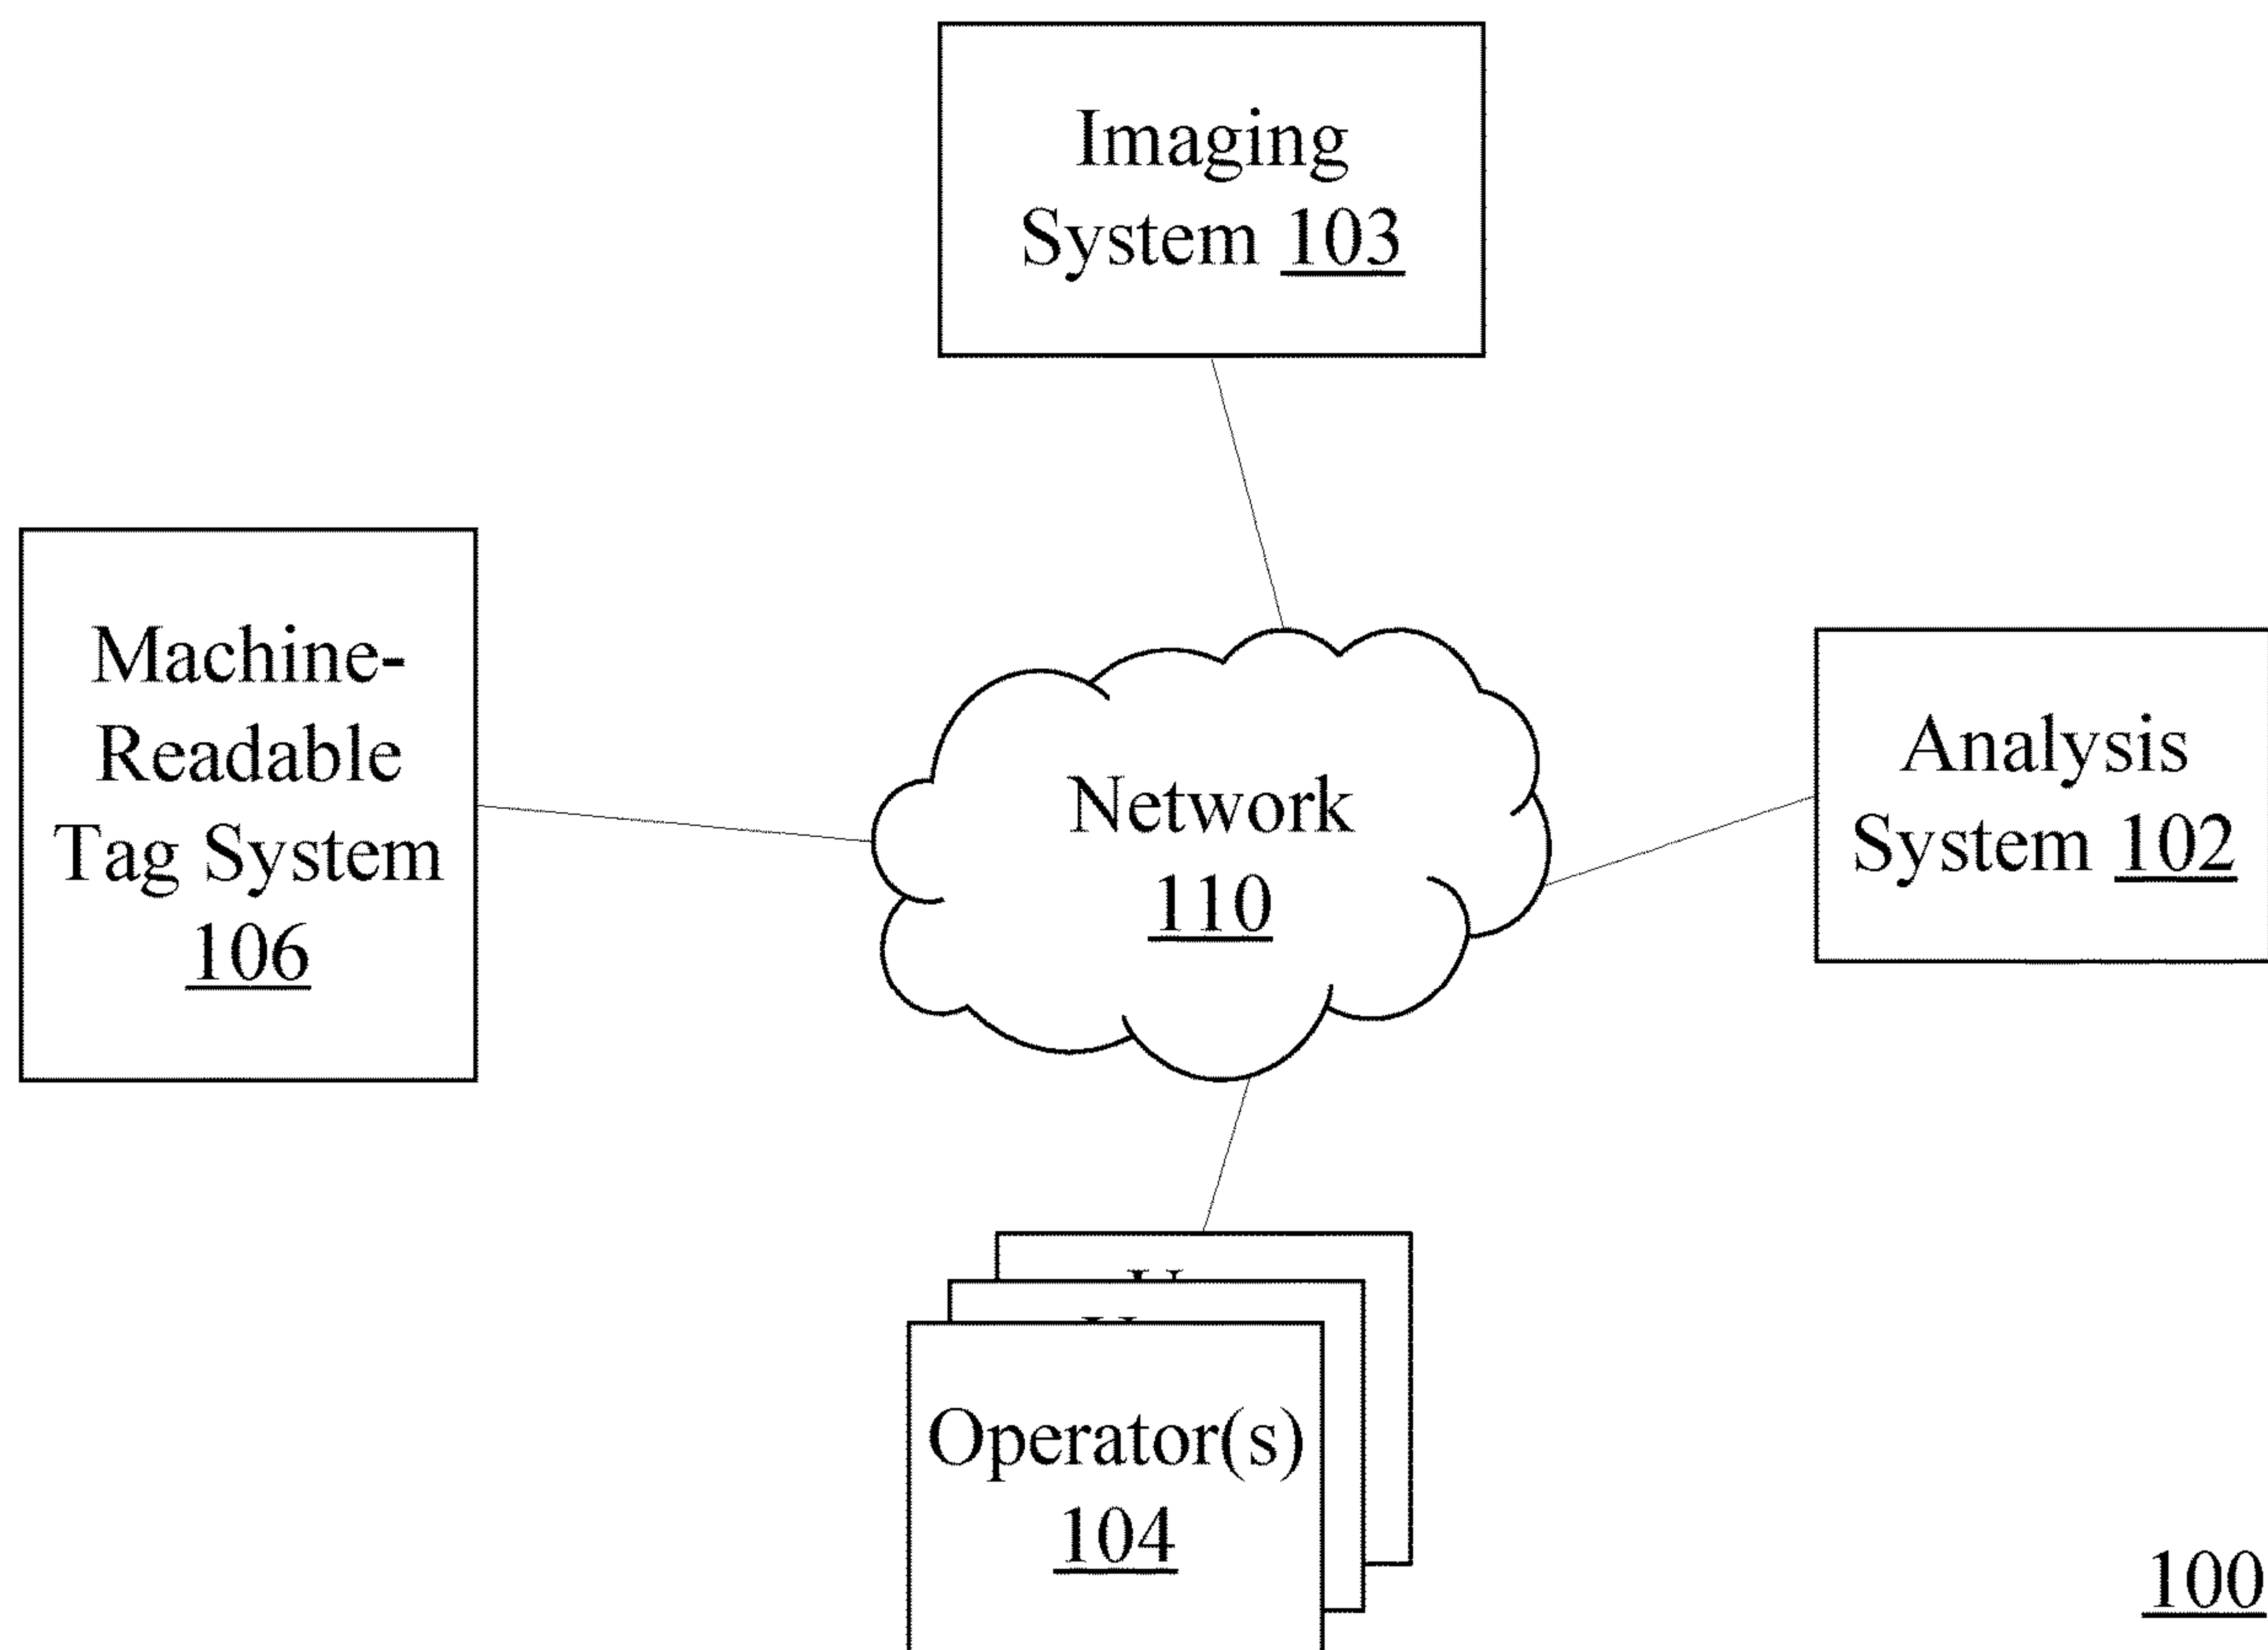 Imaging
System 103
Machine-
Readable
Tag System
106
Network
110
Analysis
System 102
Operator(s)
104
100